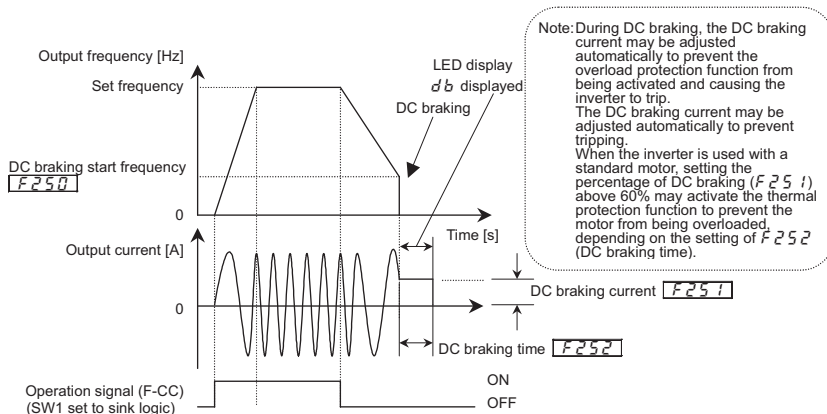 Output frequency [Hz]
Set frequency
DC braking start frequency
F250
0
LED display
db displayed
DC braking
Time [s]
Output current [A]
0
DC braking current F251
DC braking time F252
Operation signal (F-CC)
(SW1 set to sink logic)
ON
OFF
Note: During DC braking, the DC braking
current may be adjusted
automatically to prevent the
overload protection function from
being activated and causing the
inverter to trip.
The DC braking current may be
adjusted automatically to prevent
tripping.
When the inverter is used with a
standard motor, setting the
percentage of DC braking (F251)
above 60% may activate the thermal
protection function to prevent the
motor from being overloaded,
depending on the setting of F252
(DC braking time).